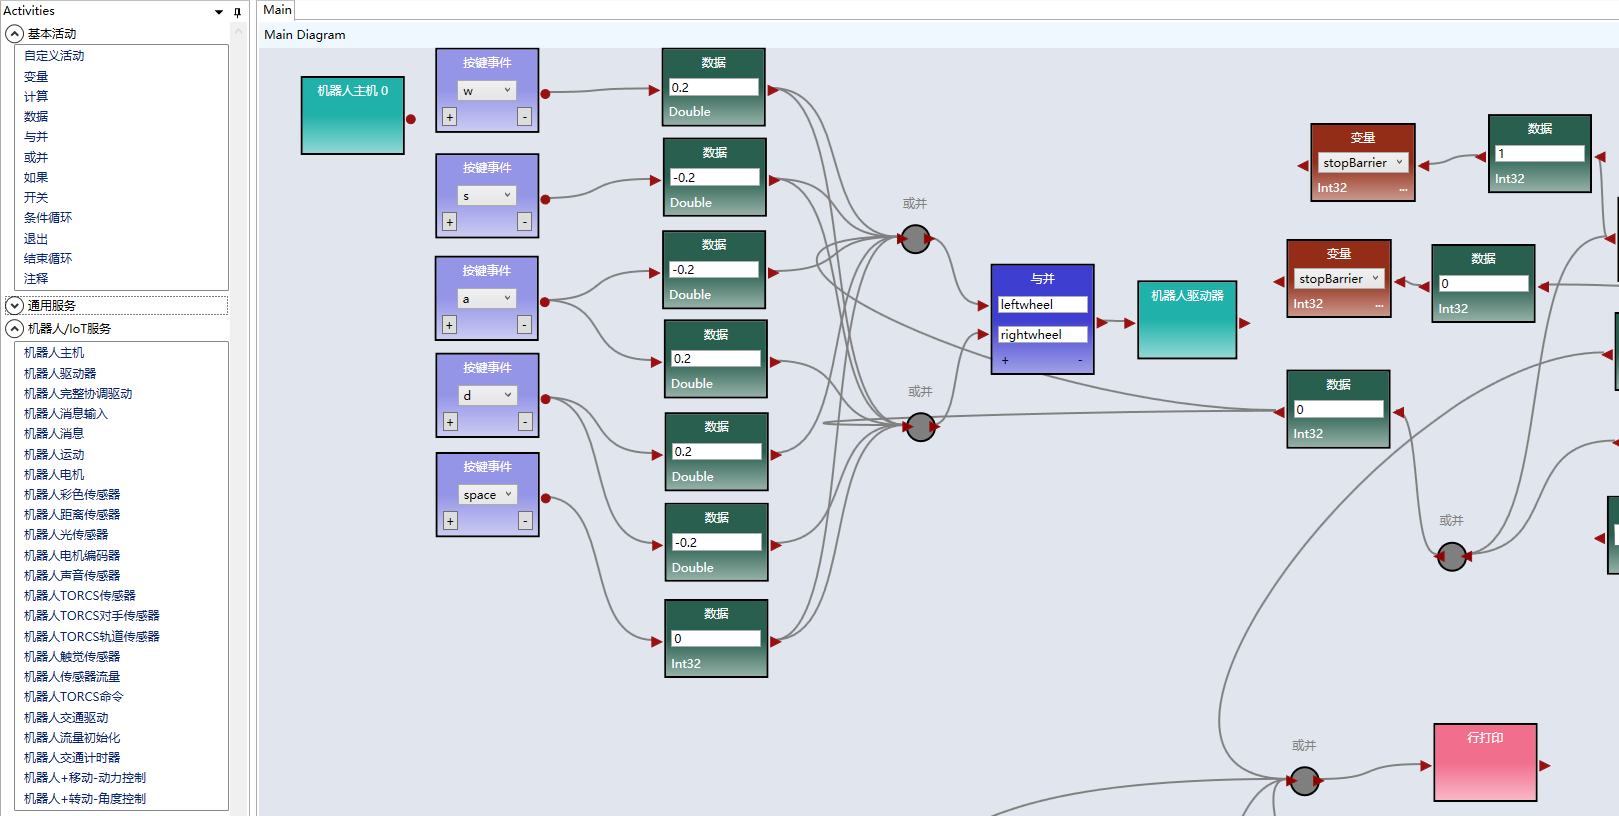 Activities
基本活动
自定义活动
变量
计算
数据
与并
或并
如果
开关
条件循环
退出
结束循环
注释
通用服务
机器人/IoT服务
机器人主机
机器人驱动器
机器人完整协调驱动
机器人消息输入
机器人消息
机器人运动
机器人电机
机器人彩色传感器
机器人距离传感器
机器人光传感器
机器人电机编码器
机器人声音传感器
机器人TORCS传感器
机器人TORCS对手传感器
机器人TORCS轨道传感器
机器人触觉传感器
机器人传感器流量
机器人TORCS命令
机器人交通驱动
机器人流量初始化
机器人交通计时器
机器人+移动-动力控制
机器人+转动-角度控制
Main
Main Diagram
机器人主机 0
按键事件
w
+ -
按键事件
s
+ -
按键事件
a
+ -
按键事件
d
+ -
按键事件
space
+ -
数据
0.2
Double
数据
-0.2
Double
数据
-0.2
Double
数据
0.2
Double
数据
0.2
Double
数据
-0.2
Double
数据
0
Int32
或并
或并
与并
leftwheel
rightwheel
+ -
机器人驱动器
变量
stopBarrier
Int32 ...
数据
1
Int32
变量
stopBarrier
Int32 ...
数据
0
Int32
数据
0
Int32
或并
或并
行打印